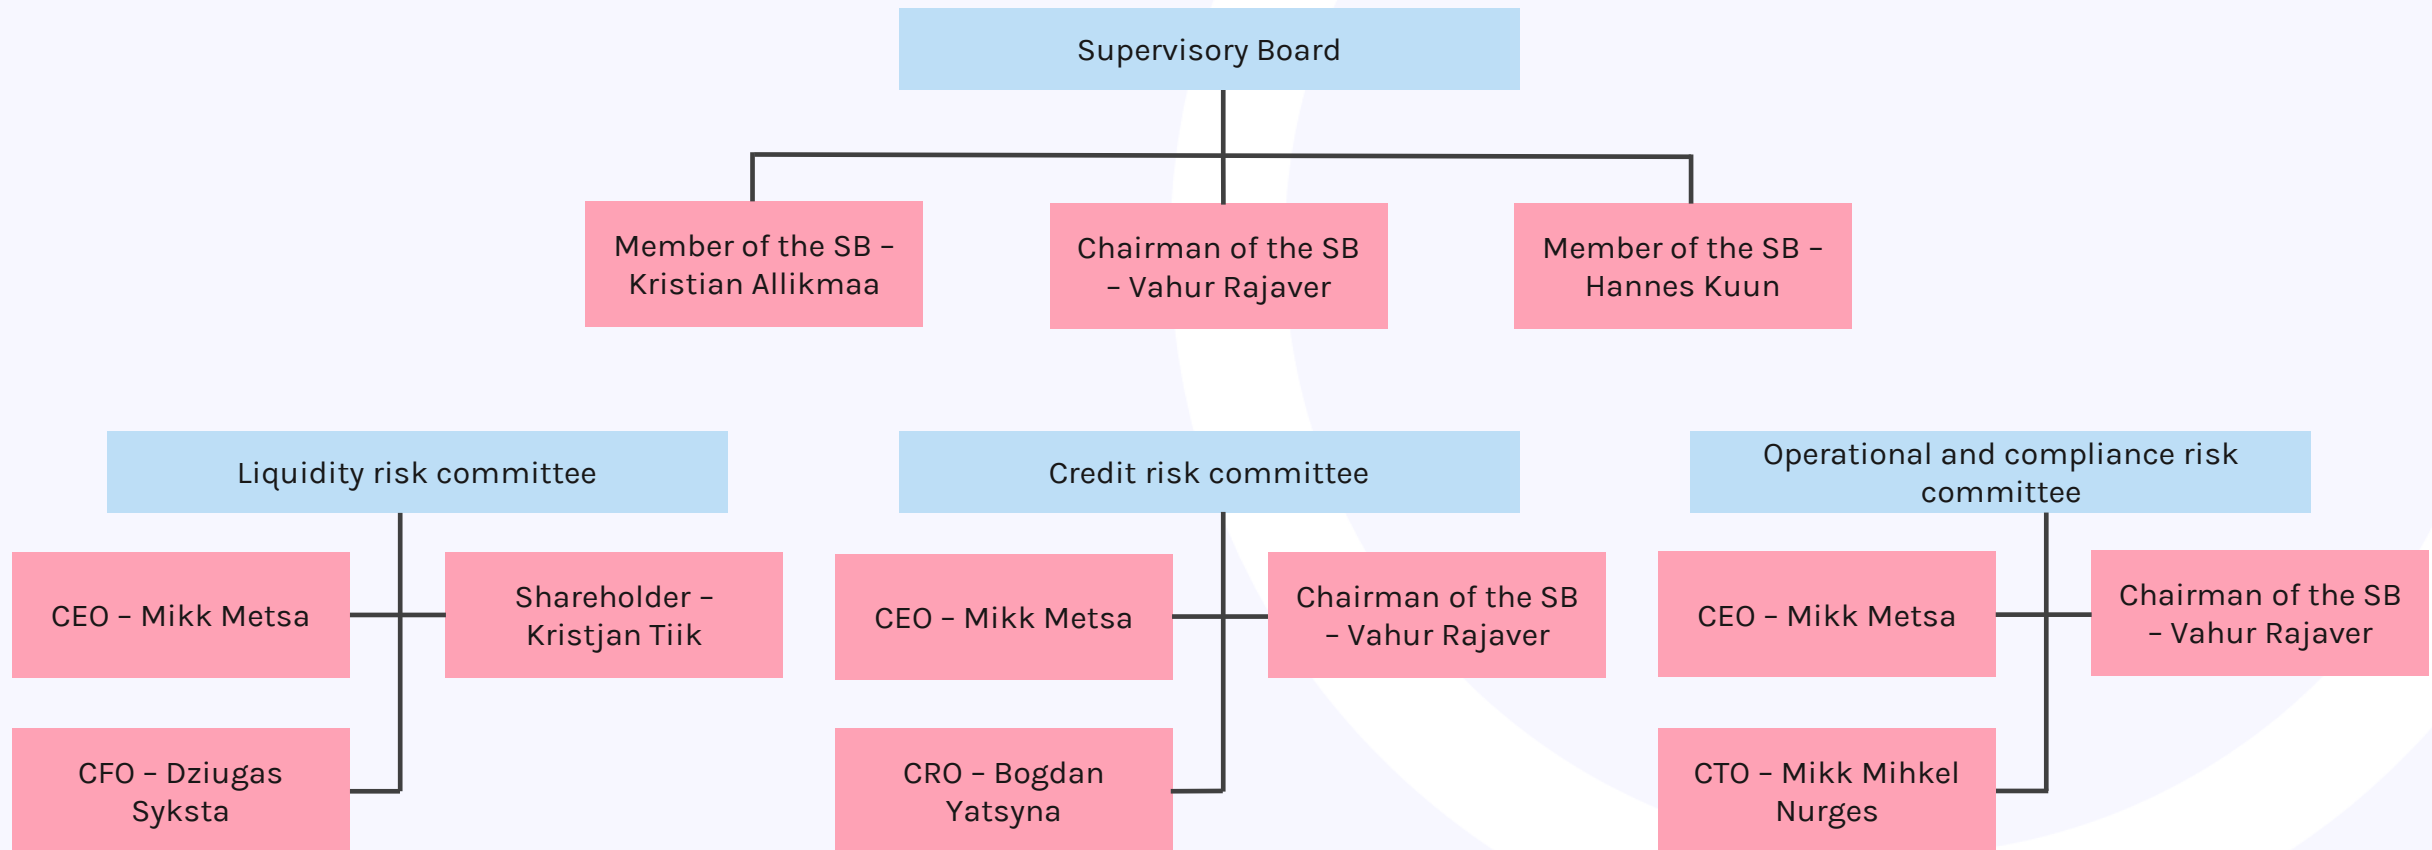 Supervisory Board
Member of the SB –
Kristian Allikmaa
Chairman of the SB
– Vahur Rajaver
Member of the SB –
Hannes Kuun
Liquidity risk committee
CEO – Mikk Metsa
Shareholder –
Kristjan Tiik
CFO – Dziugas
Syksta
Credit risk committee
CEO – Mikk Metsa
Chairman of the SB
– Vahur Rajaver
CRO – Bogdan
Yatsyna
Operational and compliance risk
committee
CEO – Mikk Metsa
Chairman of the SB
– Vahur Rajaver
CTO – Mikk Mihkel
Nurges